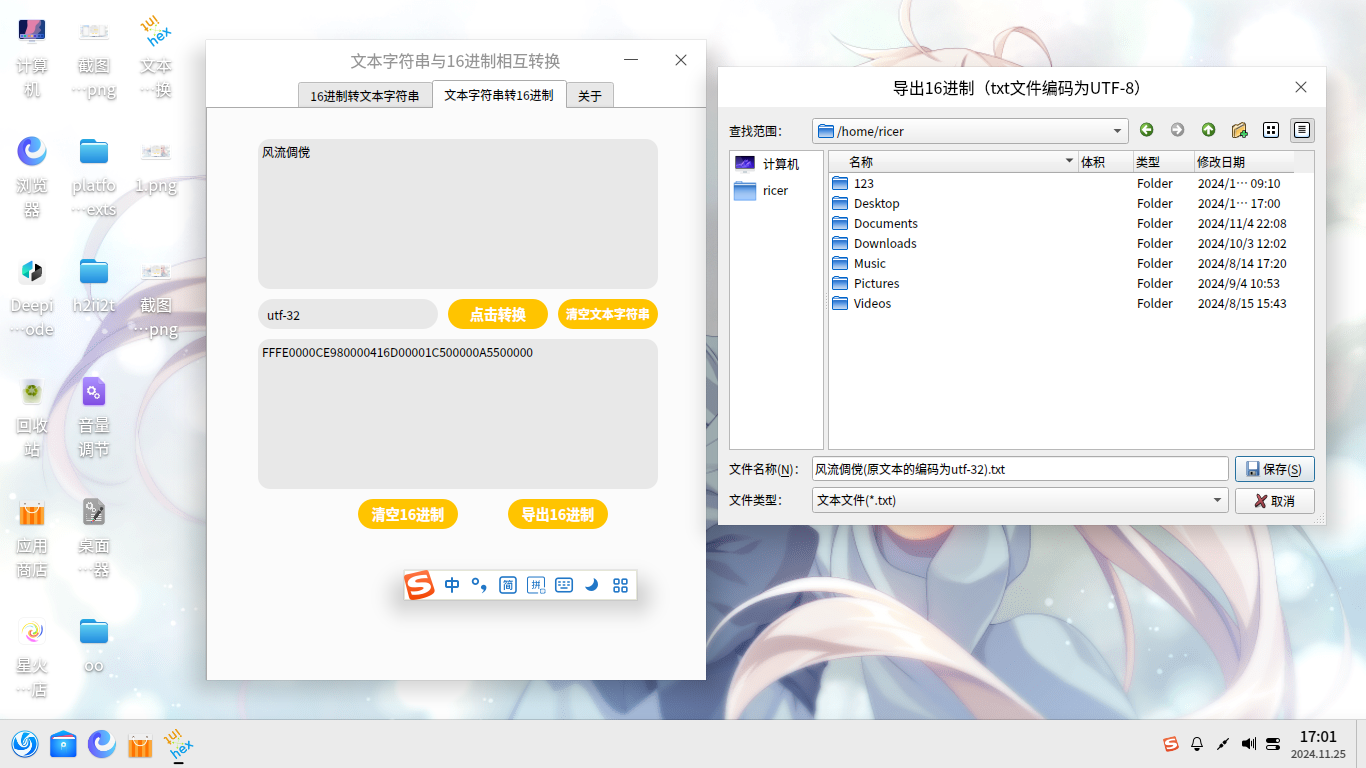 计算
机
截图
…png
文本
…换
浏览
器
platfo
…exts
1.png
Deepi
…ode
h2ii2t
截图
…png
回收
站
音量
调节
应用
商店
桌面
…器
星火
…店
oo
文本字符串与16进制相互转换
16进制转文本字符串
文本字符串转16进制
关于
风流倜傥
utf-32
点击转换
清空文本字符串
FFFE0000CE980000416D00001C500000A5500000
清空16进制
导出16进制
中
简
拼
导出16进制（txt文件编码为UTF-8）
查找范围：
/home/ricer
计算机
ricer
名称 体积 类型 修改日期
123 Folder 2024/1… 09:10
Desktop Folder 2024/1… 17:00
Documents Folder 2024/11/4 22:08
Downloads Folder 2024/10/3 12:02
Music Folder 2024/8/14 17:20
Pictures Folder 2024/9/4 10:53
Videos Folder 2024/8/15 15:43
文件名称(N)：
风流倜傥(原文本的编码为utf-32).txt
保存(S)
文件类型：
文本文件(*.txt)
取消
txt
hex
17:01
2024.11.25